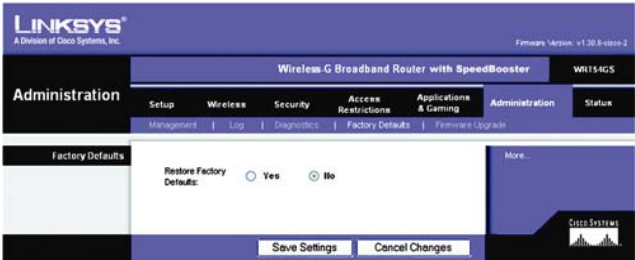 LINKSYS®
A Division of Cisco Systems, Inc.
Firmware Version: v1.30.8-cisco-2
Wireless-G Broadband Router with SpeedBooster WRT54GS
Administration
Setup Wireless Security Access Restrictions Applications & Gaming Administration Status
Management | Log | Diagnostics | Factory Defaults | Firmware Upgrade
Factory Defaults
Restore Factory Defaults: Yes No
More...
Save Settings Cancel Changes
CISCO SYSTEMS